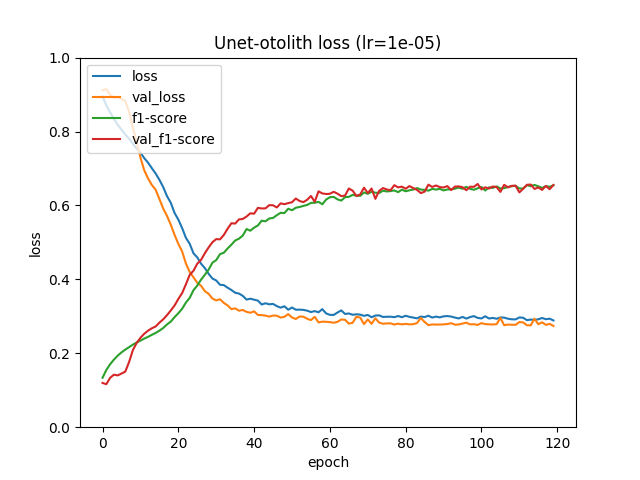 Unet-otolith loss (lr=1e-05)
loss
val_loss
f1-score
val_f1-score
1.0
0.8
0.6
0.4
0.2
0.0
loss
0 20 40 60 80 100 120
epoch